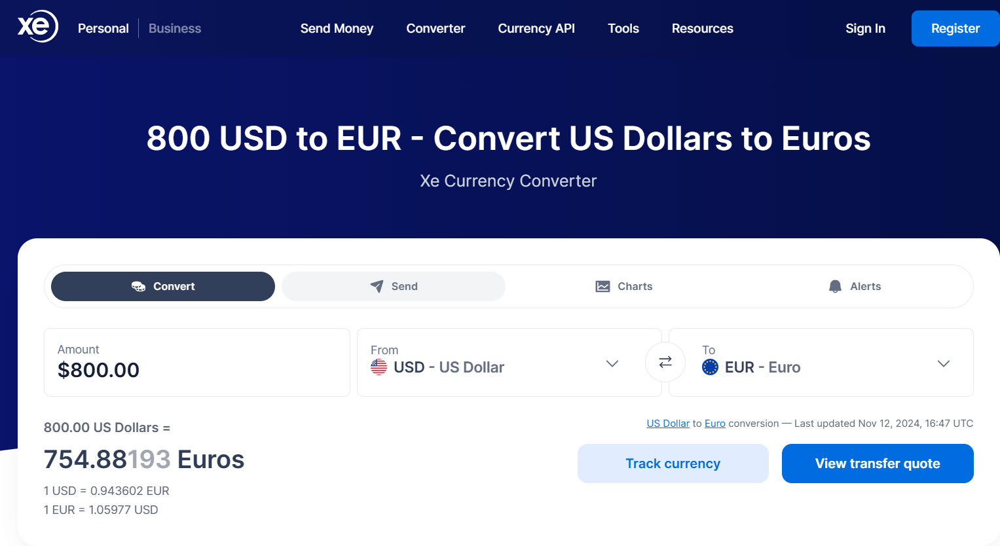 xe Personal Business Send Money Converter Currency API Tools Resources Sign In Register
800 USD to EUR - Convert US Dollars to Euros
Xe Currency Converter
Convert Send Charts Alerts
Amount
$800.00
From
USD - US Dollar
To
EUR - Euro
800.00 US Dollars =
754.88193 Euros
1 USD = 0.943602 EUR
1 EUR = 1.05977 USD
US Dollar to Euro conversion — Last updated Nov 12, 2024, 16:47 UTC
Track currency View transfer quote